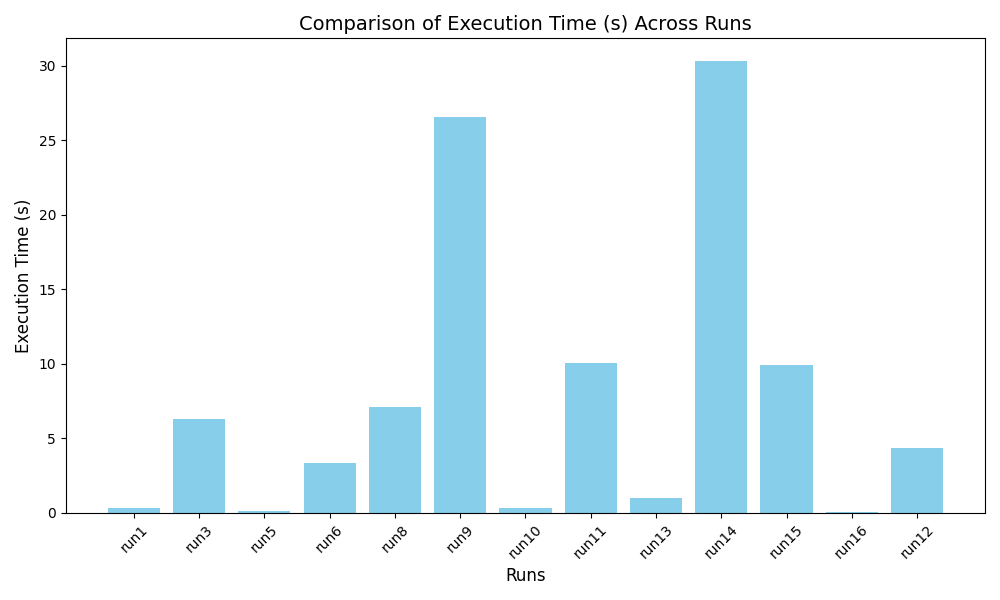 Comparison of Execution Time (s) Across Runs
Execution Time (s)
30
25
20
15
10
5
0
run1
run3
run5
run6
run8
run9
run10
run11
run13
run14
run15
run16
run12
Runs